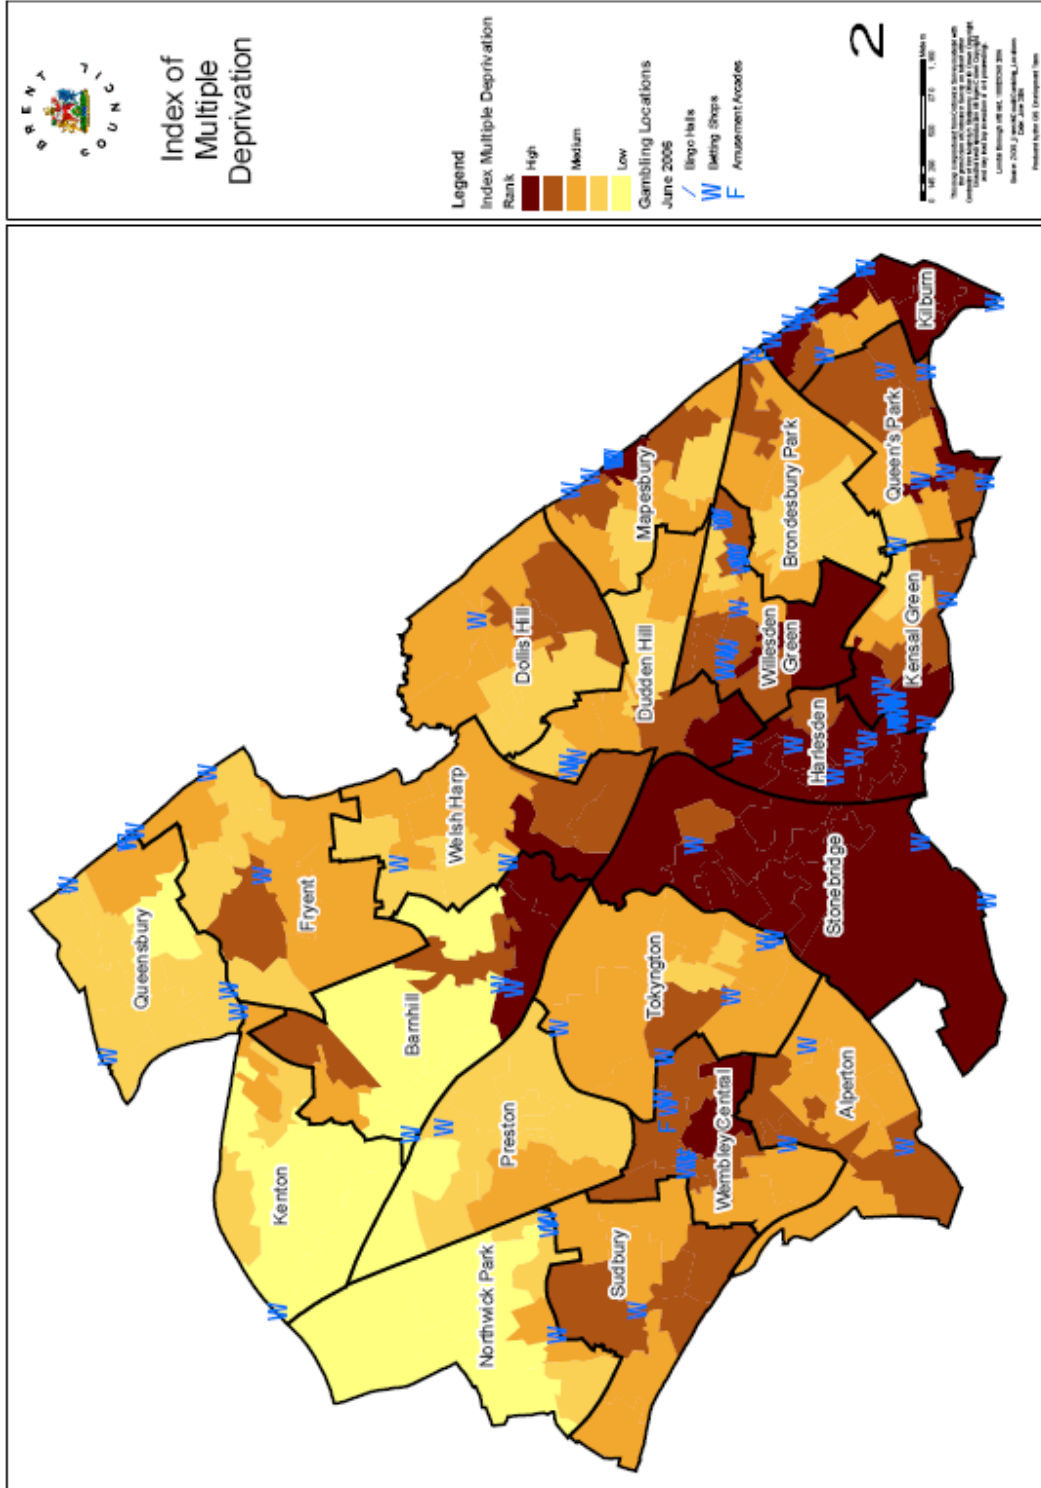 BRENT
COUNCIL
Index of
Multiple
Deprivation
Legend
Index Multiple Deprivation
Rank
High
Medium
Low
Gambling Locations
June 2006
/ Bingo Halls
W Betting Shops
F Amusement Arcades
2
Meters
Queensbury
Fryent
Kenton
Barnhill
Welsh Harp
Dollis Hill
Mapesbury
Dudden Hill
Northwick Park
Preston
Tokyngton
Sudbury
Wembley Central
Alperton
Stonebridge
Harlesden
Willesden
Green
Brondesbury Park
Kensal Green
Queen's Park
Kilburn